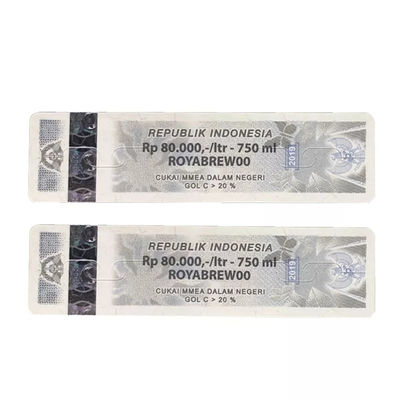 REPUBLIK INDONESIA
Rp 80.000,-/ltr - 750 ml
ROYABREW00
2019
CUKAI MMEA DALAM NEGERI
GOL C > 20 %
REPUBLIK INDONESIA
Rp 80.000,-/ltr - 750 ml
ROYABREW00
2019
CUKAI MMEA DALAM NEGERI
GOL C > 20 %